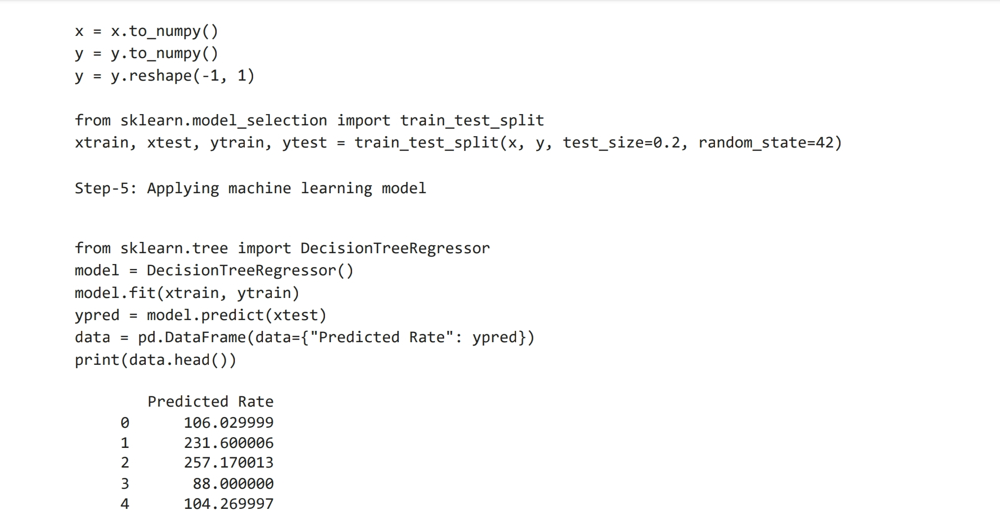 x = x.to_numpy()
y = y.to_numpy()
y = y.reshape(-1, 1)
from sklearn.model_selection import train_test_split
xtrain, xtest, ytrain, ytest = train_test_split(x, y, test_size=0.2, random_state=42)
Step-5: Applying machine learning model
from sklearn.tree import DecisionTreeRegressor
model = DecisionTreeRegressor()
model.fit(xtrain, ytrain)
ypred = model.predict(xtest)
data = pd.DataFrame(data={"Predicted Rate": ypred})
print(data.head())
Predicted Rate
0 106.029999
1 231.600006
2 257.170013
3 88.000000
4 104.269997